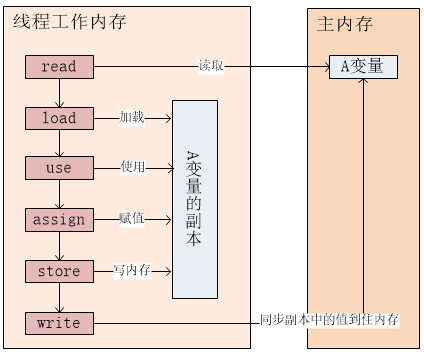 线程工作内存
主内存
read
读取
A变量
load
加载
use
使用
A变量的副本
assign
赋值
store
写内存
write
同步副本中的值到住内存